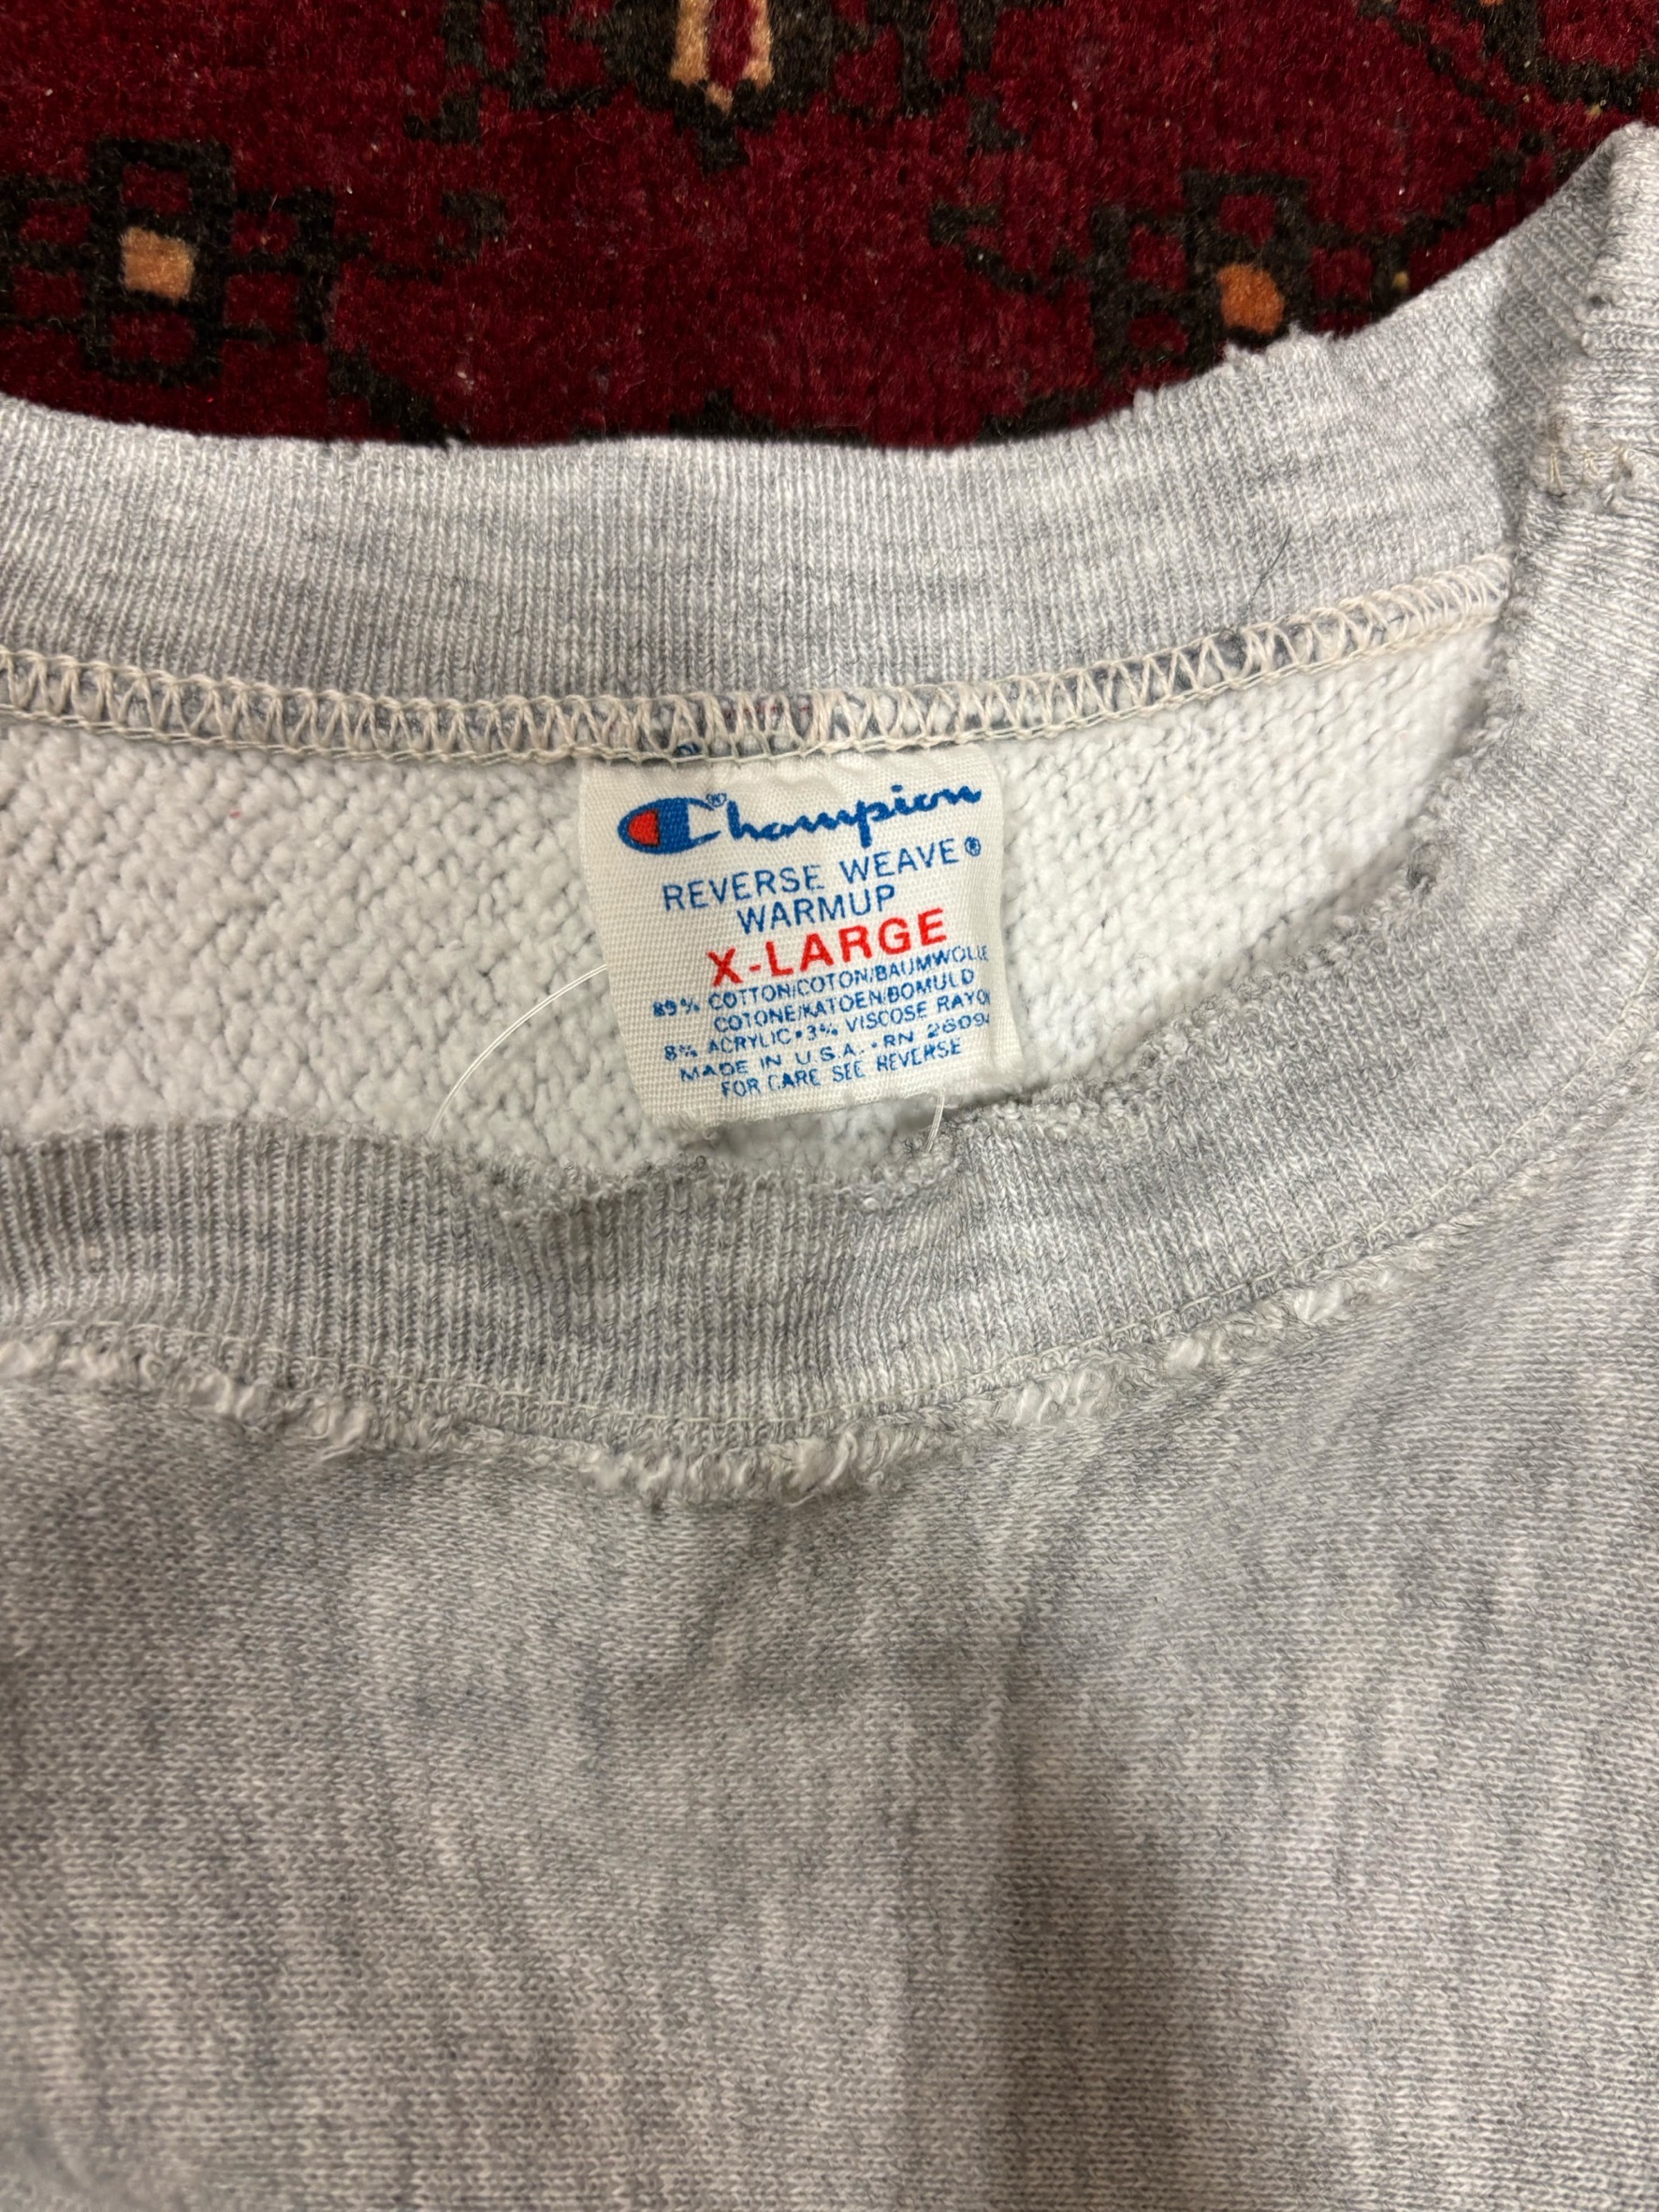 Champion®
REVERSE WEAVE®
WARMUP
X-LARGE
89% COTTON/COTON/BAUMWOLLE
COTONE/KATOEN/BOMULD
8% ACRYLIC•3% VISCOSE RAYON
MADE IN U.S.A.•RN 26094
FOR CARE SEE REVERSE